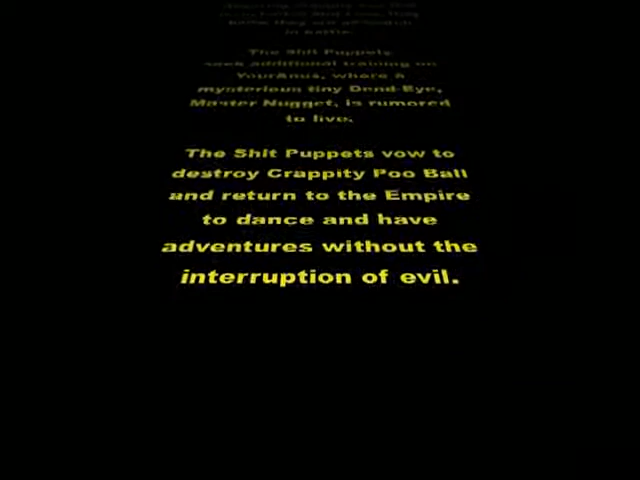 in battle.
The Shit Puppets
seek additional training on
YourAnus, where a
mysterious tiny Dead-Eye,
Master Nugget, is rumored
to live.
The Shit Puppets vow to
destroy Crappity Poo Ball
and return to the Empire
to dance and have
adventures without the
interruption of evil.